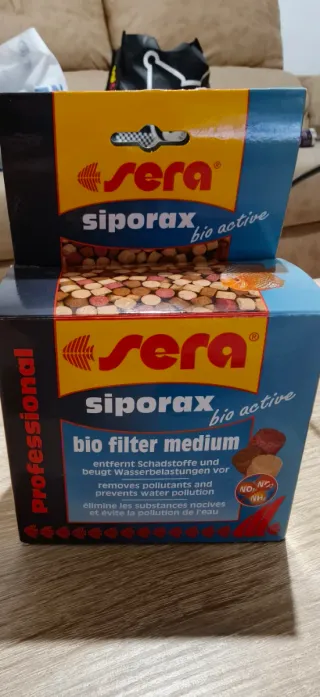 sera®
siporax
bio active
sera®
siporax
bio active
Professional
bio filter medium
entfernt Schadstoffe und
beugt Wasserbelastungen vor
removes pollutants and
prevents water pollution
élimine les substances nocives
et évite la pollution de l'eau